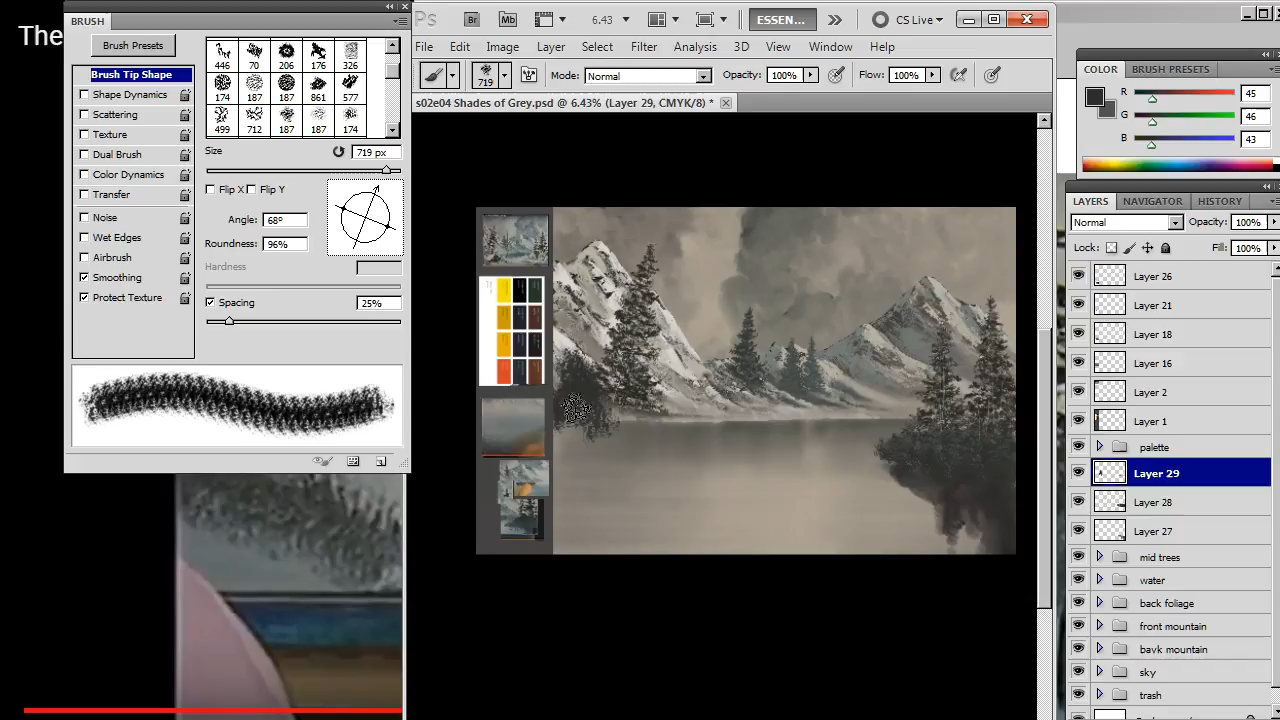 The
BRUSH
Brush Presets
446 70 206 176 326
174 187 187 861 577
499 712 187 187 174
Brush Tip Shape
Shape Dynamics
Scattering
Texture
Dual Brush
Color Dynamics
Transfer
Noise
Wet Edges
Airbrush
Smoothing
Protect Texture
Size 719 px
Flip X Flip Y
Angle: 68°
Roundness: 96%
Hardness
Spacing 25%
Ps Br Mb 6.43 ESSEN... CS Live
File Edit Image Layer Select Filter Analysis 3D View Window Help
719 Mode: Normal Opacity: 100% Flow: 100%
s02e04 Shades of Grey.psd @ 6.43% (Layer 29, CMYK/8) *
COLOR BRUSH PRESETS
R 45
G 46
B 43
LAYERS NAVIGATOR HISTORY
Normal Opacity: 100%
Lock: Fill: 100%
Layer 26
Layer 21
Layer 18
Layer 16
Layer 2
Layer 1
palette
Layer 29
Layer 28
Layer 27
mid trees
water
back foliage
front mountain
bavk mountain
sky
trash